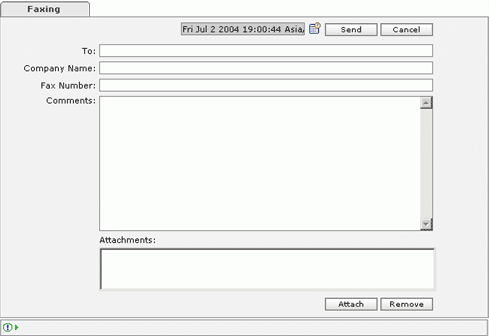 Faxing
Fri Jul 2 2004 19:00:44 Asia/ Send Cancel
To:
Company Name:
Fax Number:
Comments:
Attachments:
Attach Remove